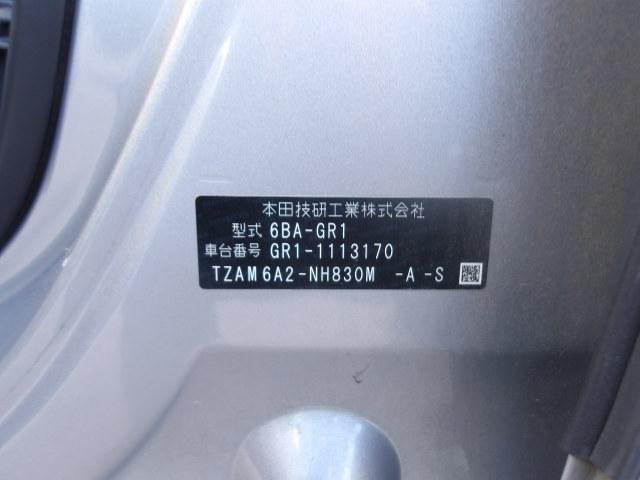 本田技研工業株式会社
型式 6BA-GR1
車台番号 GR1-1113170
TZAM6A2-NH830M -A -S